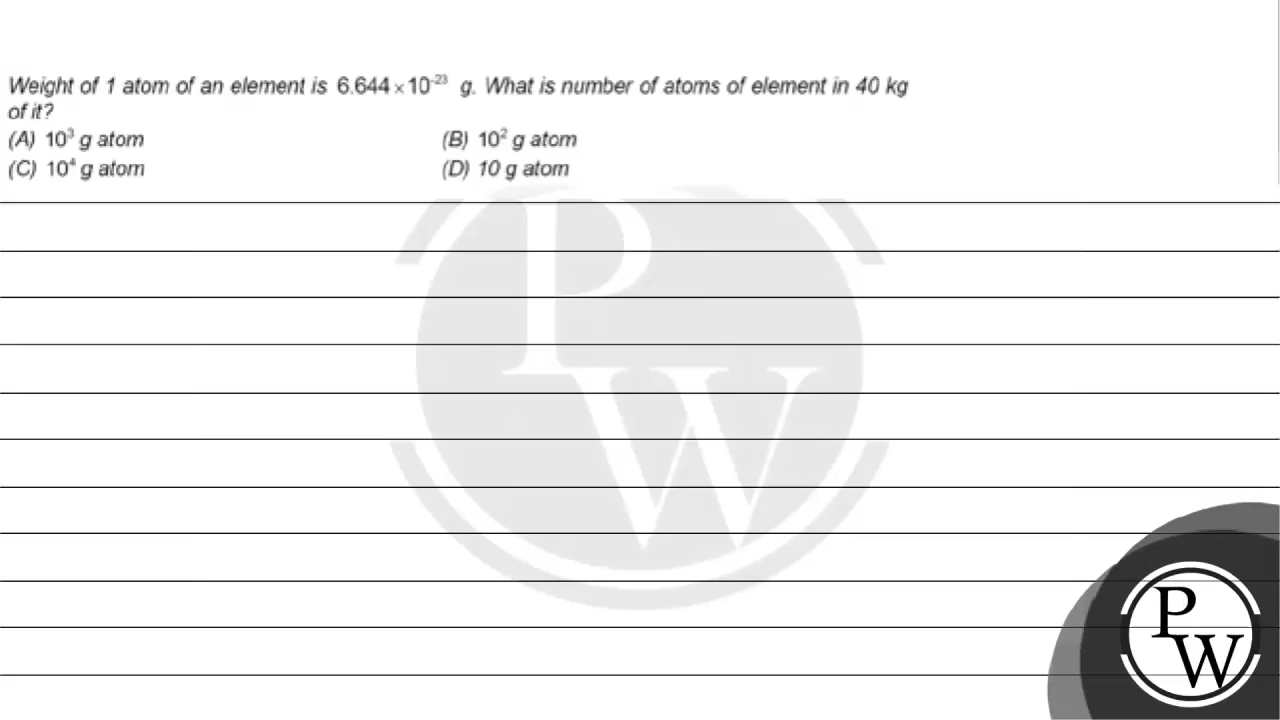 Weight of 1 atom of an element is 6.644×10⁻²³ g. What is number of atoms of element in 40 kg
of it?
(A) 10³ g atom (B) 10² g atom
(C) 10⁴ g atom (D) 10 g atom
P
W
P
W